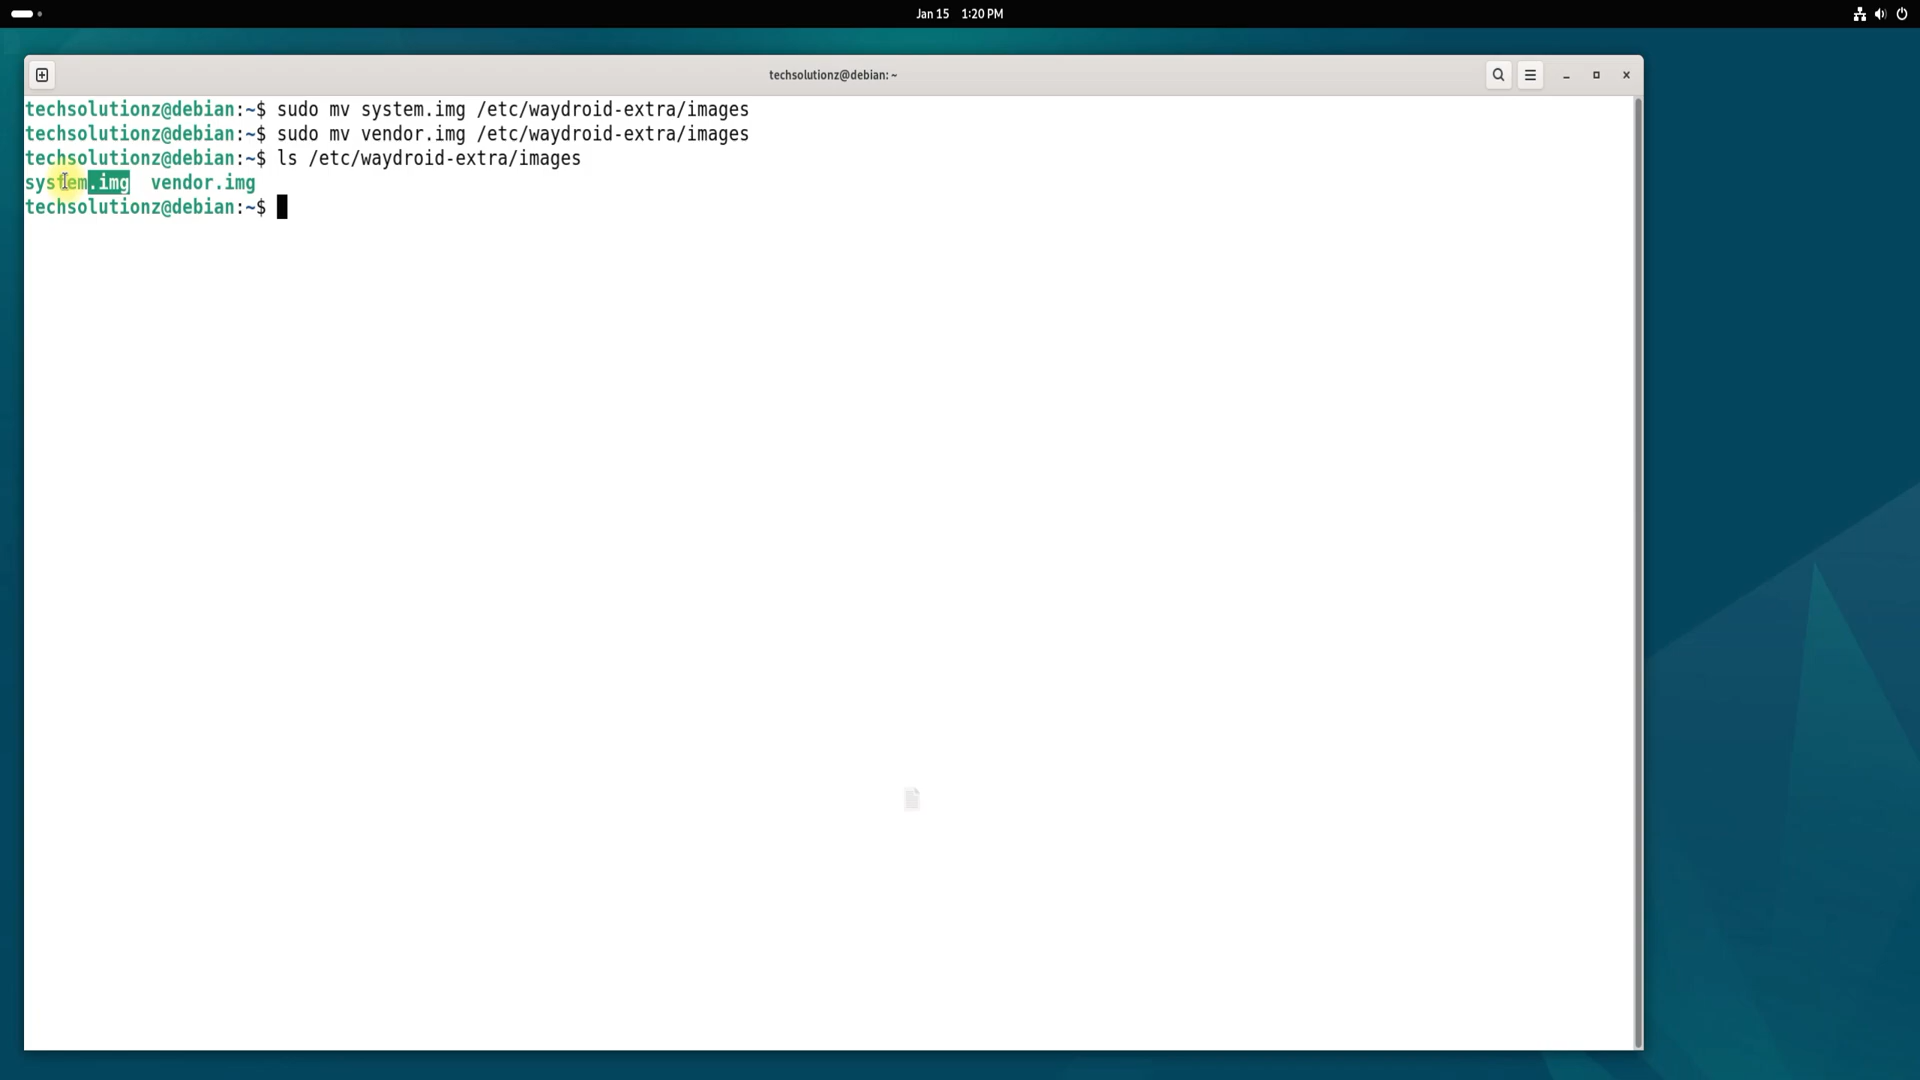 Jan 15 1:20 PM
techsolutionz@debian: ~
techsolutionz@debian:~$ sudo mv system.img /etc/waydroid-extra/images
techsolutionz@debian:~$ sudo mv vendor.img /etc/waydroid-extra/images
techsolutionz@debian:~$ ls /etc/waydroid-extra/images
system.img vendor.img
techsolutionz@debian:~$